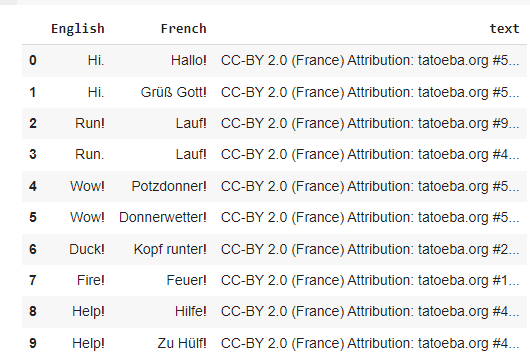 English French text
0 Hi. Hallo! CC-BY 2.0 (France) Attribution: tatoeba.org #5...
1 Hi. Grüß Gott! CC-BY 2.0 (France) Attribution: tatoeba.org #5...
2 Run! Lauf! CC-BY 2.0 (France) Attribution: tatoeba.org #9...
3 Run. Lauf! CC-BY 2.0 (France) Attribution: tatoeba.org #4...
4 Wow! Potzdonner! CC-BY 2.0 (France) Attribution: tatoeba.org #5...
5 Wow! Donnerwetter! CC-BY 2.0 (France) Attribution: tatoeba.org #5...
6 Duck! Kopf runter! CC-BY 2.0 (France) Attribution: tatoeba.org #2...
7 Fire! Feuer! CC-BY 2.0 (France) Attribution: tatoeba.org #1...
8 Help! Hilfe! CC-BY 2.0 (France) Attribution: tatoeba.org #4...
9 Help! Zu Hülf! CC-BY 2.0 (France) Attribution: tatoeba.org #4...